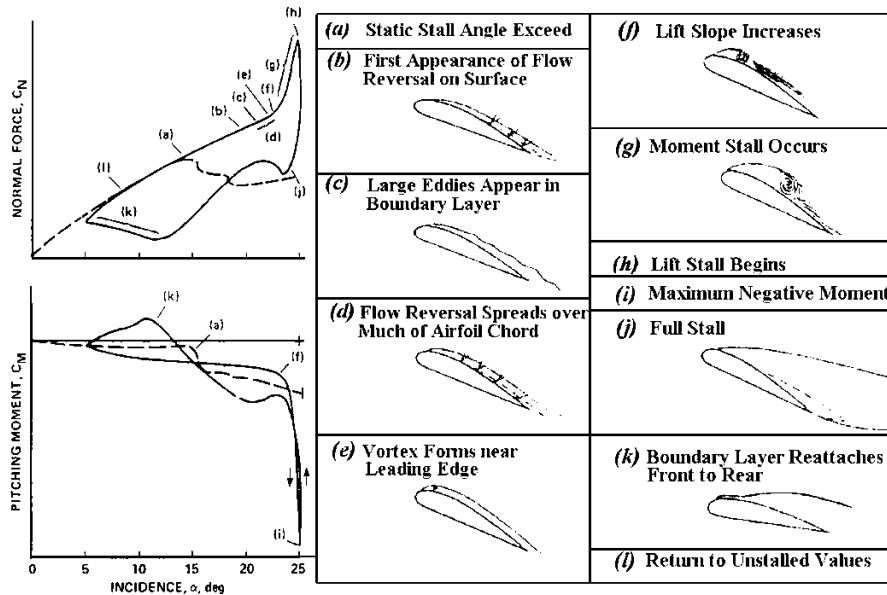 (h)
(g)
(e)
(f)
(c)
(b)
(d)
(a)
(l)
(j)
(k)
NORMAL FORCE, CN
(k)
(a)
(f)
(i)
PITCHING MOMENT, CM
0 5 10 15 20 25
INCIDENCE, α, deg
(a) Static Stall Angle Exceed
(b) First Appearance of Flow
Reversal on Surface
(c) Large Eddies Appear in
Boundary Layer
(d) Flow Reversal Spreads over
Much of Airfoil Chord
(e) Vortex Forms near
Leading Edge
(f) Lift Slope Increases
(g) Moment Stall Occurs
(h) Lift Stall Begins
(i) Maximum Negative Moment
(j) Full Stall
(k) Boundary Layer Reattaches
Front to Rear
(l) Return to Unstalled Values